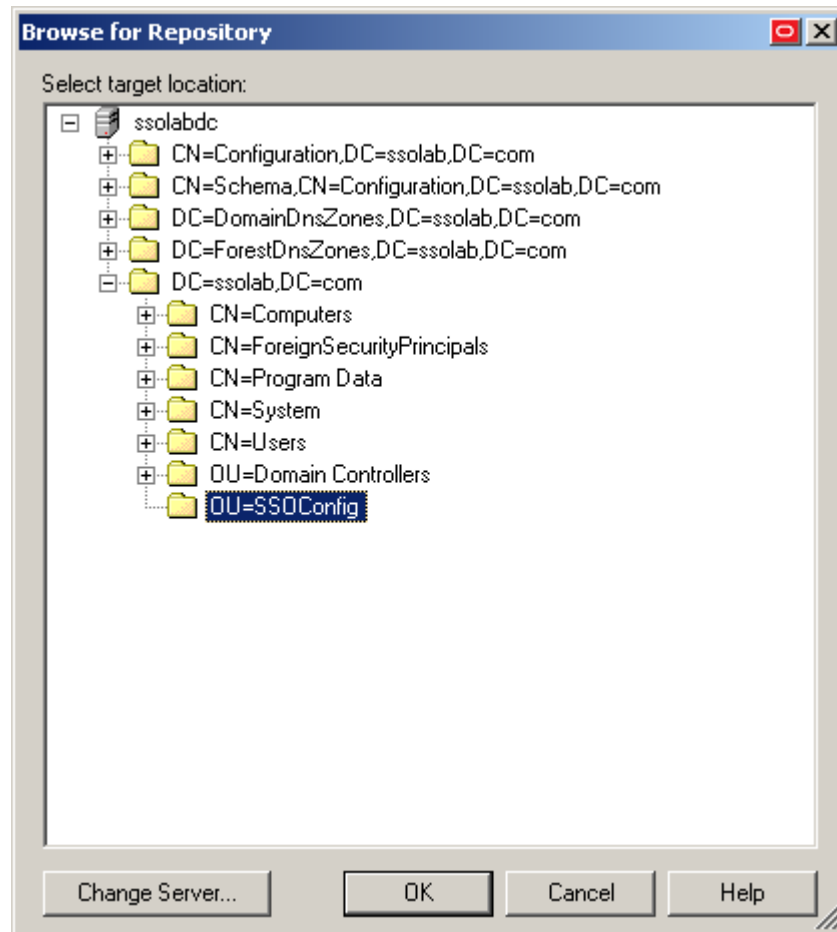 Browse for Repository
Select target location:
ssolabdc
CN=Configuration,DC=ssolab,DC=com
CN=Schema,CN=Configuration,DC=ssolab,DC=com
DC=DomainDnsZones,DC=ssolab,DC=com
DC=ForestDnsZones,DC=ssolab,DC=com
DC=ssolab,DC=com
CN=Computers
CN=ForeignSecurityPrincipals
CN=Program Data
CN=System
CN=Users
OU=Domain Controllers
OU=SSOConfig
Change Server... OK Cancel Help